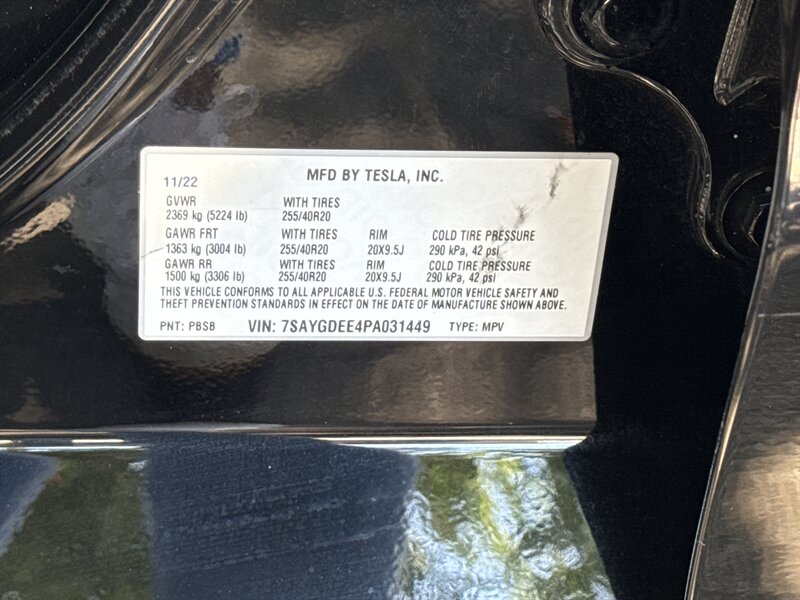 MFD BY TESLA, INC.
11/22
GVWR WITH TIRES
2369 kg (5224 lb) 255/40R20
GAWR FRT WITH TIRES RIM COLD TIRE PRESSURE
1363 kg (3004 lb) 255/40R20 20X9.5J 290 kPa, 42 psi
GAWR RR WITH TIRES RIM COLD TIRE PRESSURE
1500 kg (3306 lb) 255/40R20 20X9.5J 290 kPa, 42 psi
THIS VEHICLE CONFORMS TO ALL APPLICABLE U.S. FEDERAL MOTOR VEHICLE SAFETY AND
THEFT PREVENTION STANDARDS IN EFFECT ON THE DATE OF MANUFACTURE SHOWN ABOVE.
PNT: PBSB VIN: 7SAYGDEE4PA031449 TYPE: MPV